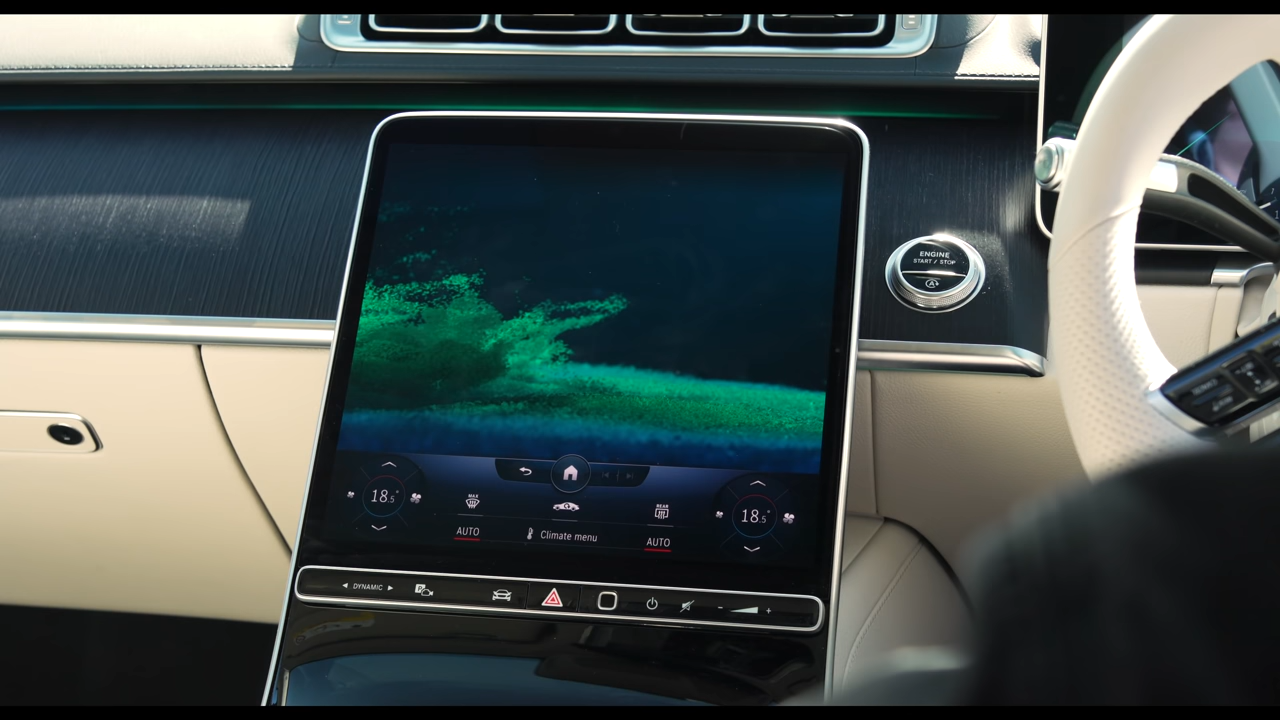 ENGINE
START / STOP
A
18.5°
MAX
REAR
18.5°
AUTO
Climate menu
AUTO
DYNAMIC
P